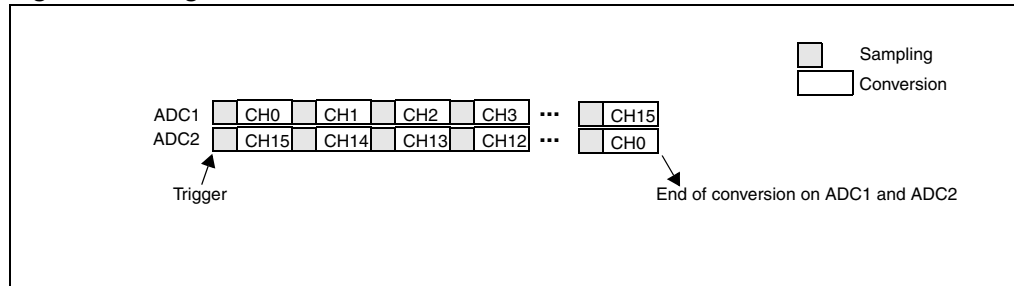 Sampling
Conversion
ADC1 CH0 CH1 CH2 CH3 ... CH15
ADC2 CH15 CH14 CH13 CH12 ... CH0
Trigger
End of conversion on ADC1 and ADC2